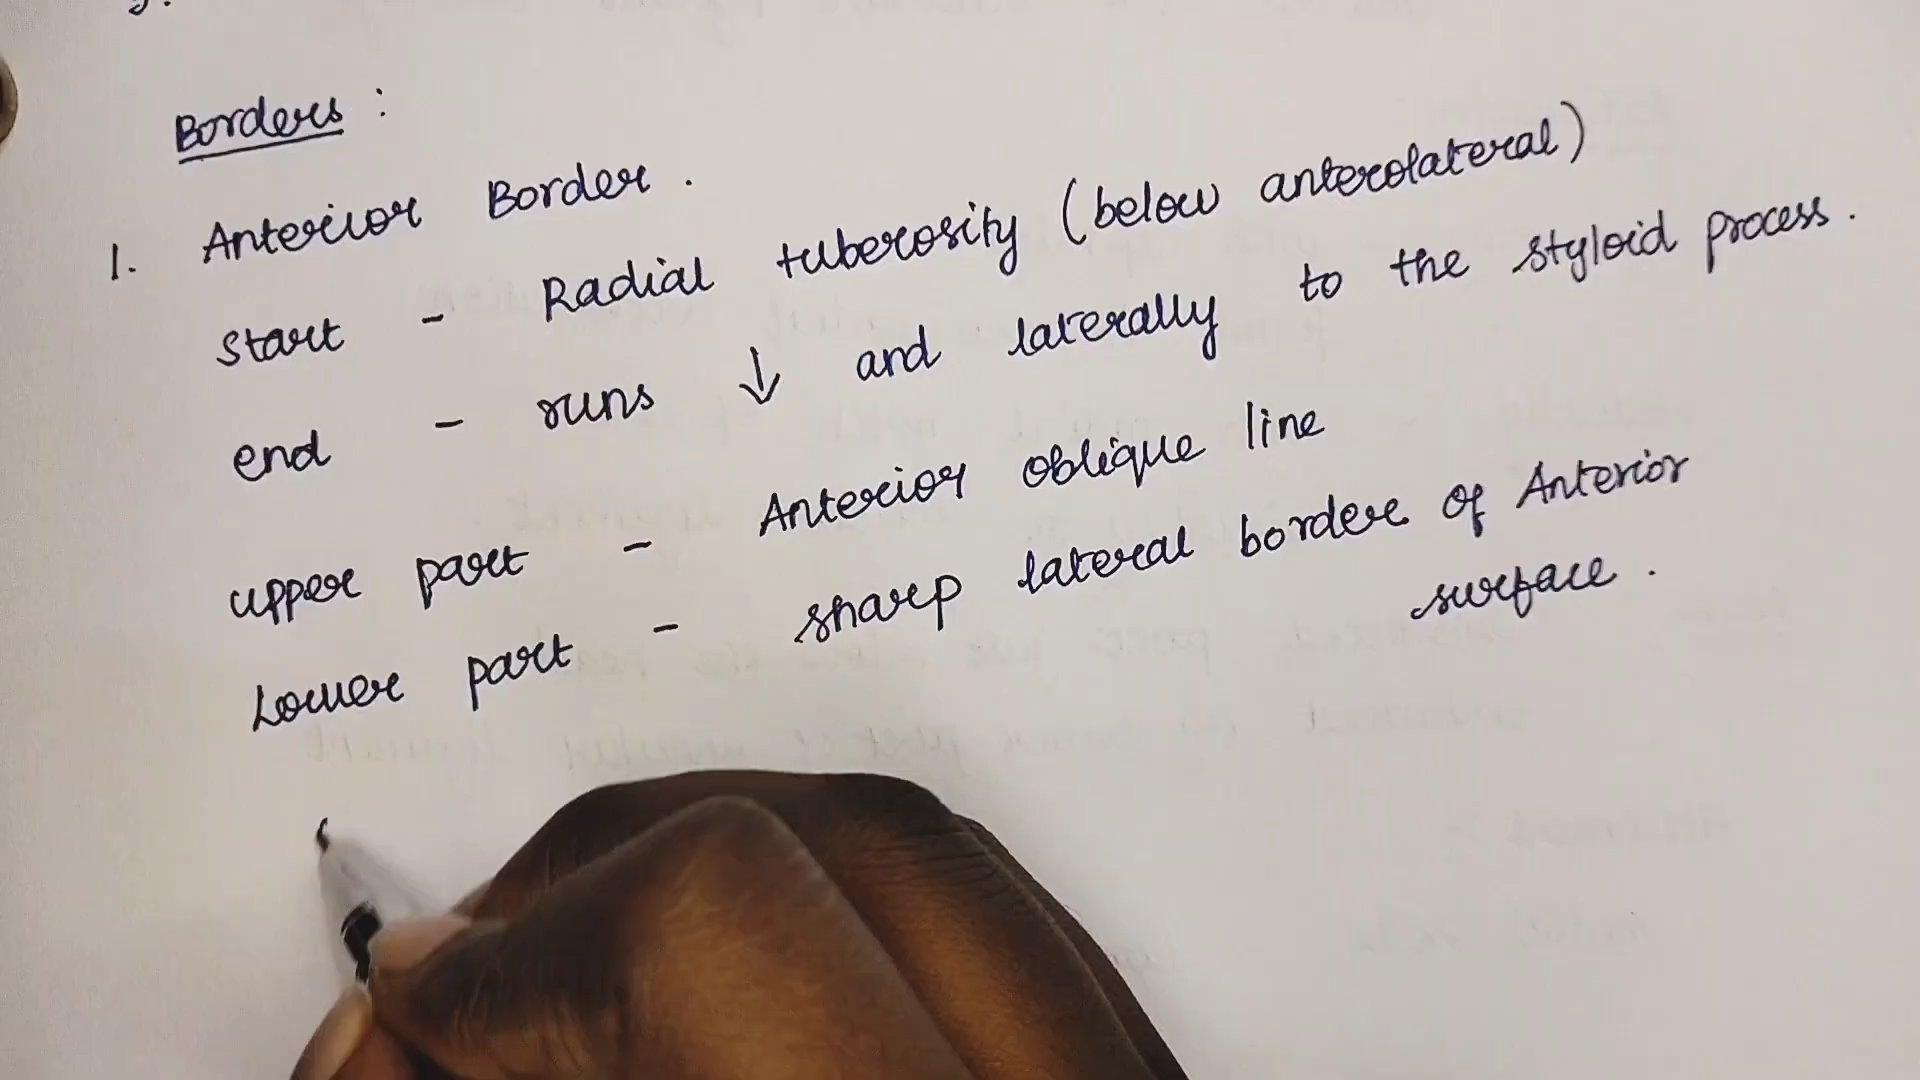 Borders :
1. Anterior Border .
start - Radial tuberosity (below anterolateral)
end - runs ↓ and laterally to the styloid process .
upper part - Anterior oblique line
Lower part - sharp lateral border of Anterior
surface .